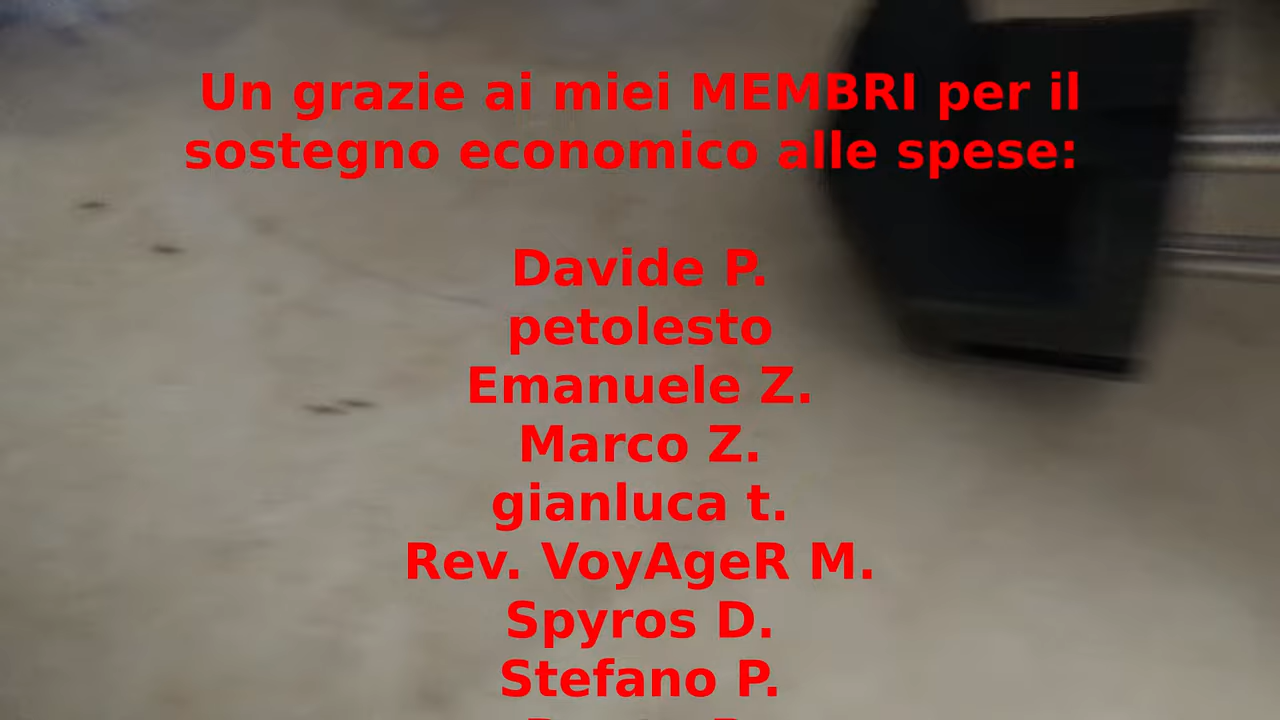 Un grazie ai miei MEMBRI per il
sostegno economico alle spese:
Davide P.
petolesto
Emanuele Z.
Marco Z.
gianluca t.
Rev. VoyAgeR M.
Spyros D.
Stefano P.